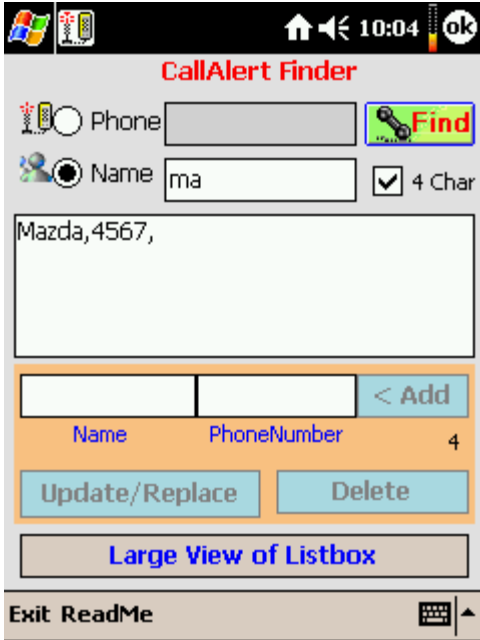 10:04 ok
CallAlert Finder
Phone Find
Name ma 4 Char
Mazda,4567,
< Add
Name PhoneNumber 4
Update/Replace Delete
Large View of Listbox
Exit ReadMe